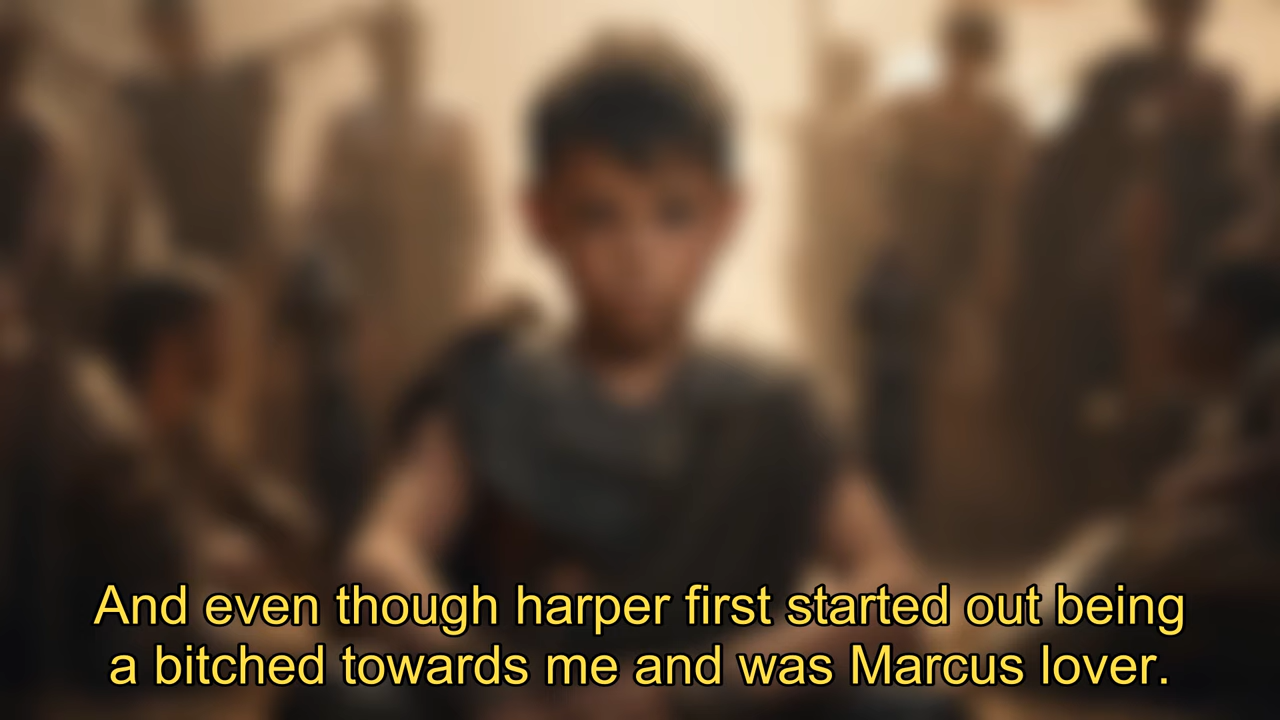 And even though harper first started out being
a bitched towards me and was Marcus lover.